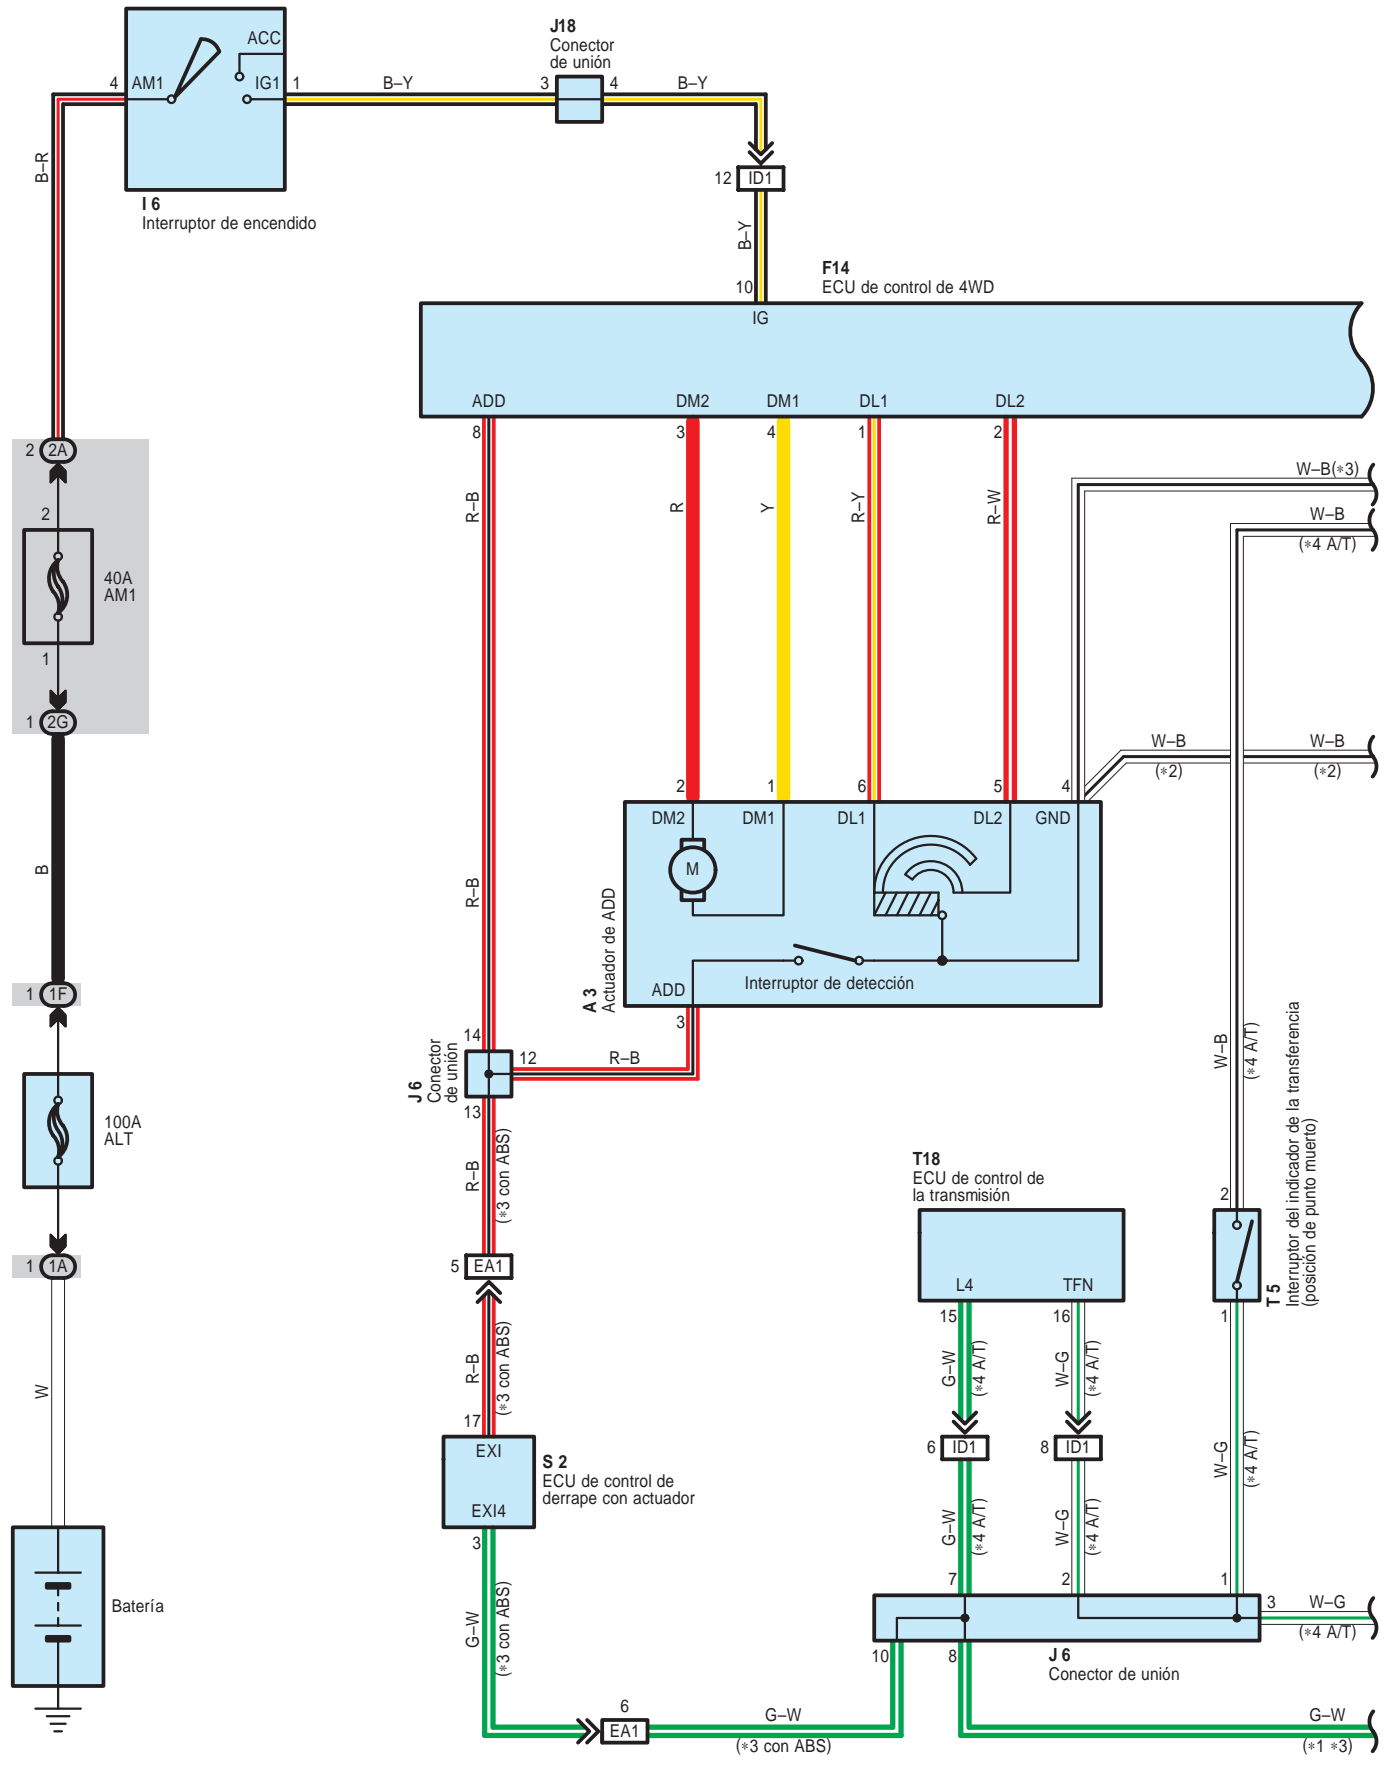 J18
Conector
de unión
ACC
4
AM1
IG1
1
B–Y
3
4
B–Y
B–R
12
ID1
I 6
Interruptor de encendido
B–Y
F14
ECU de control de 4WD
10
IG
ADD
DM2
DM1
DL1
DL2
8
3
4
1
2
2
2A
W–B(∗3)
R–B
R
Y
R–Y
R–W
2
W–B
(∗4 A/T)
40A
AM1
1
1
2G
W–B
(∗2)
W–B
(∗2)
2
1
6
5
4
DM2
DM1
DL1
DL2
GND
M
B
R–B
Interruptor de detección
ADD
A 3
Actuador de ADD
1
1F
3
14
12
R–B
J 6
Conector
de unión
13
W–B
(∗4 A/T)
100A
ALT
R–B
(∗3 con ABS)
T18
ECU de control de
la transmisión
2
T 5
Interruptor del indicador de la transferencia
(posición de punto muerto)
1
1A
5
EA1
L4
TFN
15
16
1
R–B
(∗3 con ABS)
G–W
(∗4 A/T)
W–G
(∗4 A/T)
W
17
EXI
EXI4
S 2
ECU de control de
derrape con actuador
6
ID1
8
ID1
W–G
(∗4 A/T)
3
G–W
(∗4 A/T)
W–G
(∗4 A/T)
Batería
7
2
1
3
W–G
(∗4 A/T)
G–W
(∗3 con ABS)
10
8
J 6
Conector de unión
6
EA1
G–W
(∗3 con ABS)
G–W
(∗1 ∗3)